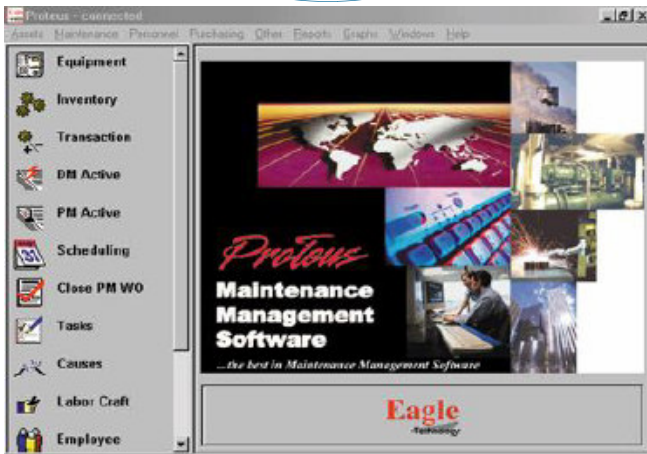 Proteus - connected
Assets Maintenance Personnel Purchasing Other Reports Graphs Windows Help
Equipment
Inventory
Transaction
DM Active
PM Active
Scheduling
Close PM WO
Tasks
Causes
Labor Craft
Employee
Proteus
Maintenance
Management
Software
...the best in Maintenance Management Software
Eagle
Technology